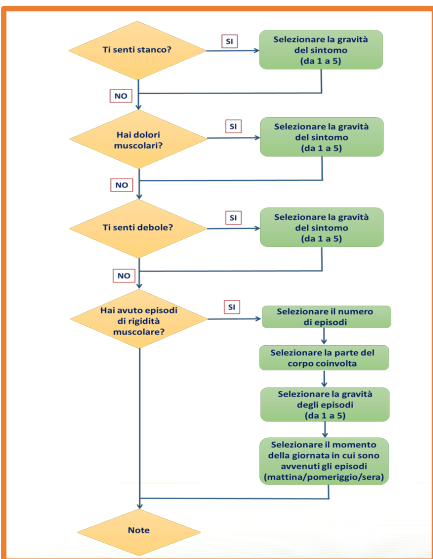 Ti senti stanco?
SI
Selezionare la gravità
del sintomo
(da 1 a 5)
NO
Hai dolori
muscolari?
SI
Selezionare la gravità
del sintomo
(da 1 a 5)
NO
Ti senti debole?
SI
Selezionare la gravità
del sintomo
(da 1 a 5)
NO
Hai avuto episodi
di rigidità
muscolare?
SI
Selezionare il numero
di episodi
Selezionare la parte del
corpo coinvolta
Selezionare la gravità
degli episodi
(da 1 a 5)
Selezionare il momento
della giornata in cui sono
avvenuti gli episodi
(mattina/pomeriggio/sera)
Note